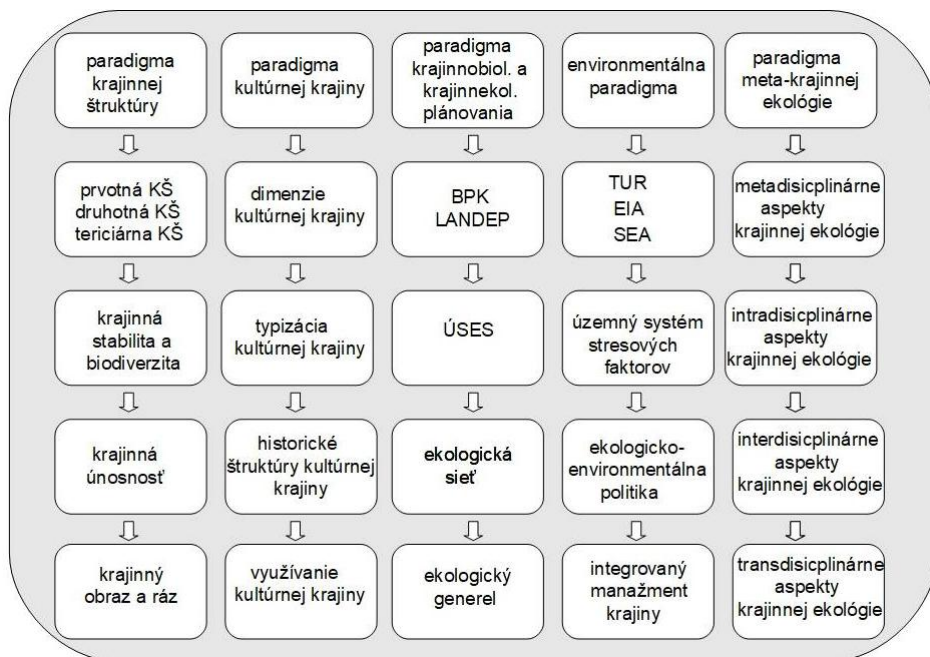 paradigma
krajinnej
štruktúry
prvotná KŠ
druhotná KŠ
tericiárna KŠ
krajinná
stabilita a
biodiverzita
krajinná
únosnosť
krajinný
obraz a ráz
paradigma
kultúrnej krajiny
dimenzie
kultúrnej krajiny
typizácia
kultúrnej krajiny
historické
štruktúry kultúrnej
krajiny
využívanie
kultúrnej krajiny
paradigma
krajinnobiol. a
krajinnekol.
plánovania
BPK
LANDEP
ÚSES
ekologická
sieť
ekologický
generel
environmentálna
paradigma
TUR
EIA
SEA
územný systém
stresových
faktorov
ekologicko-
environmentálna
politika
integrovaný
manažment
krajiny
paradigma
meta-krajinnej
ekológie
metadisicplinárne
aspekty
krajinnej ekológie
intradisicplinárne
aspekty
krajinnej ekológie
interdisicplinárne
aspekty
krajinnej ekológie
transdisicplinárne
aspekty
krajinnej ekológie